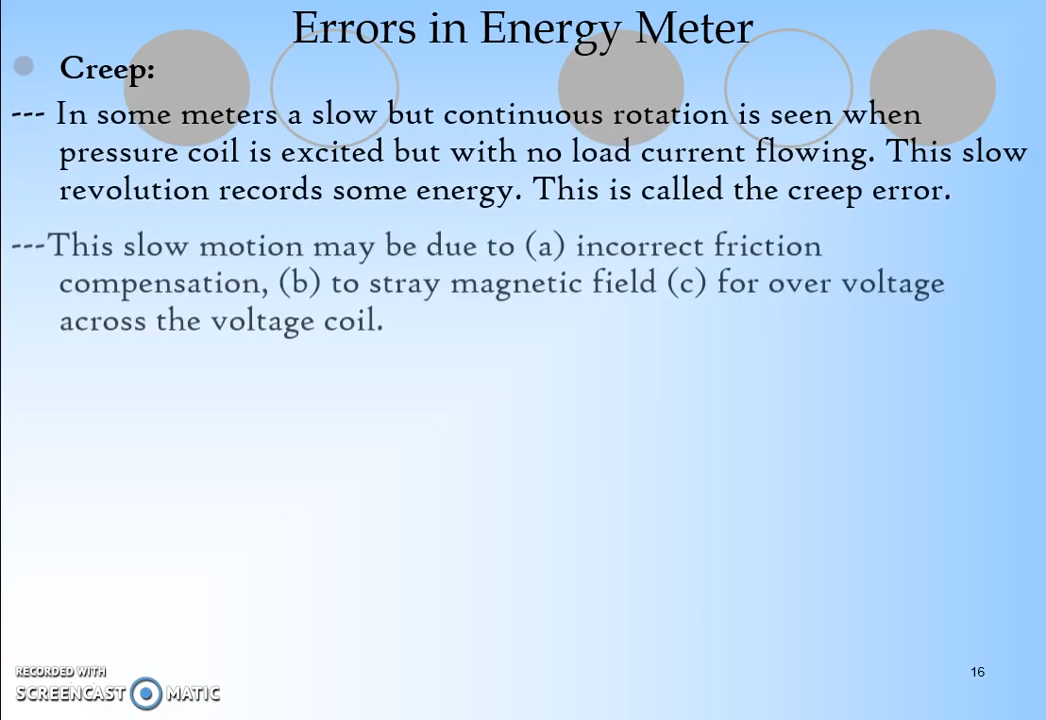 Errors in Energy Meter
Creep:
--- In some meters a slow but continuous rotation is seen when
pressure coil is excited but with no load current flowing. This slow
revolution records some energy. This is called the creep error.
---This slow motion may be due to (a) incorrect friction
compensation, (b) to stray magnetic field (c) for over voltage
across the voltage coil.
16
RECORDED WITH
SCREENCAST MATIC